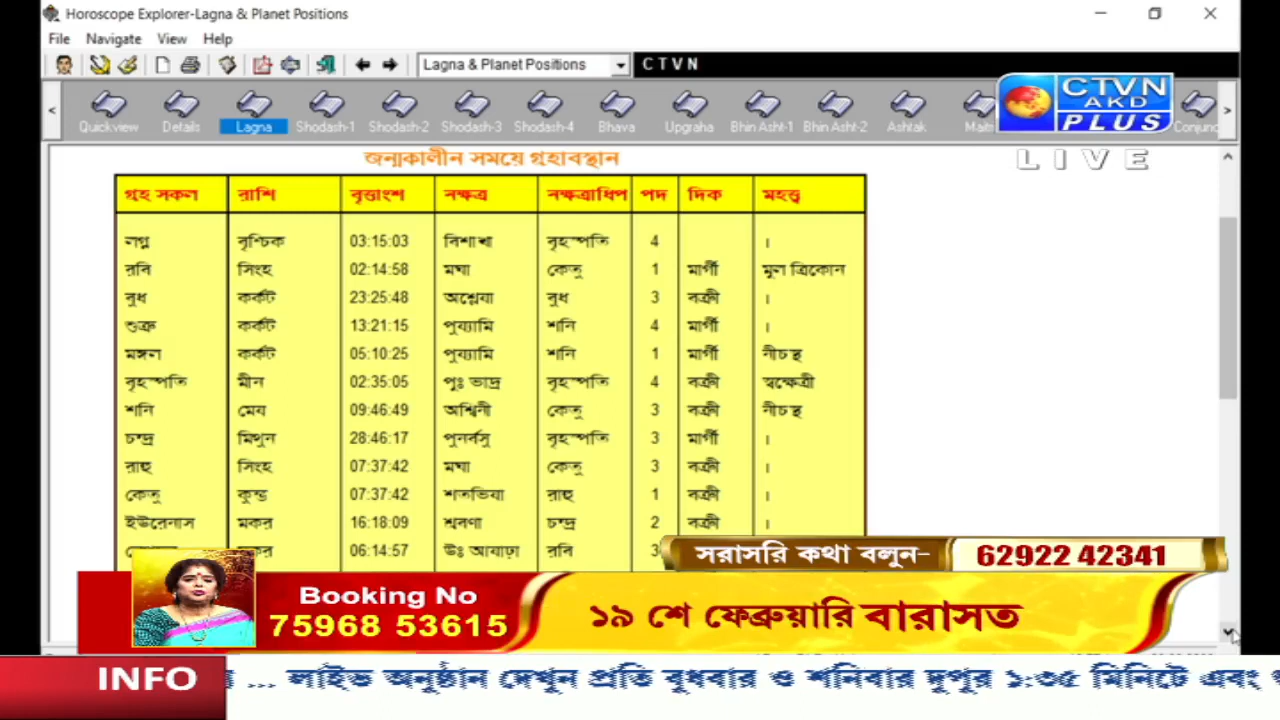 Horoscope Explorer-Lagna & Planet Positions
File Navigate View Help
Lagna & Planet Positions CTVN
Quickview Details Lagna Shodash-1 Shodash-2 Shodash-3 Shodash-4 Bhava Upgraha Bhin Asht-1 Bhin Asht-2 Ashtak
CTVN
AKD
PLUS
LIVE
জন্মকালীন সময়ে গৃহাবস্থান
গৃহ সকল রাশি বৃত্তাংশ নক্ষত্র নক্ষত্রাধিপ পদ দিক মহত্ত্ব
লগ্ন বৃশ্চিক 03:15:03 বিশাখা বৃহস্পতি 4 ।
রবি সিংহ 02:14:58 মঘা কেতু 1 মার্গী মুল ত্রিকোন
বুধ কর্কট 23:25:48 অশ্লেষা বুধ 3 বক্রী ।
শুক্র কর্কট 13:21:15 পুষ্যামি শনি 4 মার্গী ।
মঙ্গল কর্কট 05:10:25 পুষ্যামি শনি 1 মার্গী নীচস্থ
বৃহস্পতি মীন 02:35:05 পুঃ ভাদ্র বৃহস্পতি 4 বক্রী স্বক্ষেত্রী
শনি মেষ 09:46:49 অশ্বিনী কেতু 3 বক্রী নীচস্থ
চন্দ্র মিথুন 28:46:17 পুনর্বসু বৃহস্পতি 3 মার্গী ।
রাহু সিংহ 07:37:42 মঘা কেতু 3 বক্রী ।
কেতু কুম্ভ 07:37:42 শতভিষা রাহু 1 বক্রী ।
ইউরেনাস মকর 16:18:09 শ্রবণা চন্দ্র 2 বক্রী ।
06:14:57 উঃ আষাঢ়া রবি 3
সরাসরি কথা বলুন- 62922 42341
Booking No
75968 53615
১৯ শে ফেব্রুয়ারি বারাসত
INFO ... লাইভ অনুষ্ঠান দেখুন প্রতি বুধবার ও শনিবার দুপুর ১:৩৫ মিনিটে এবং